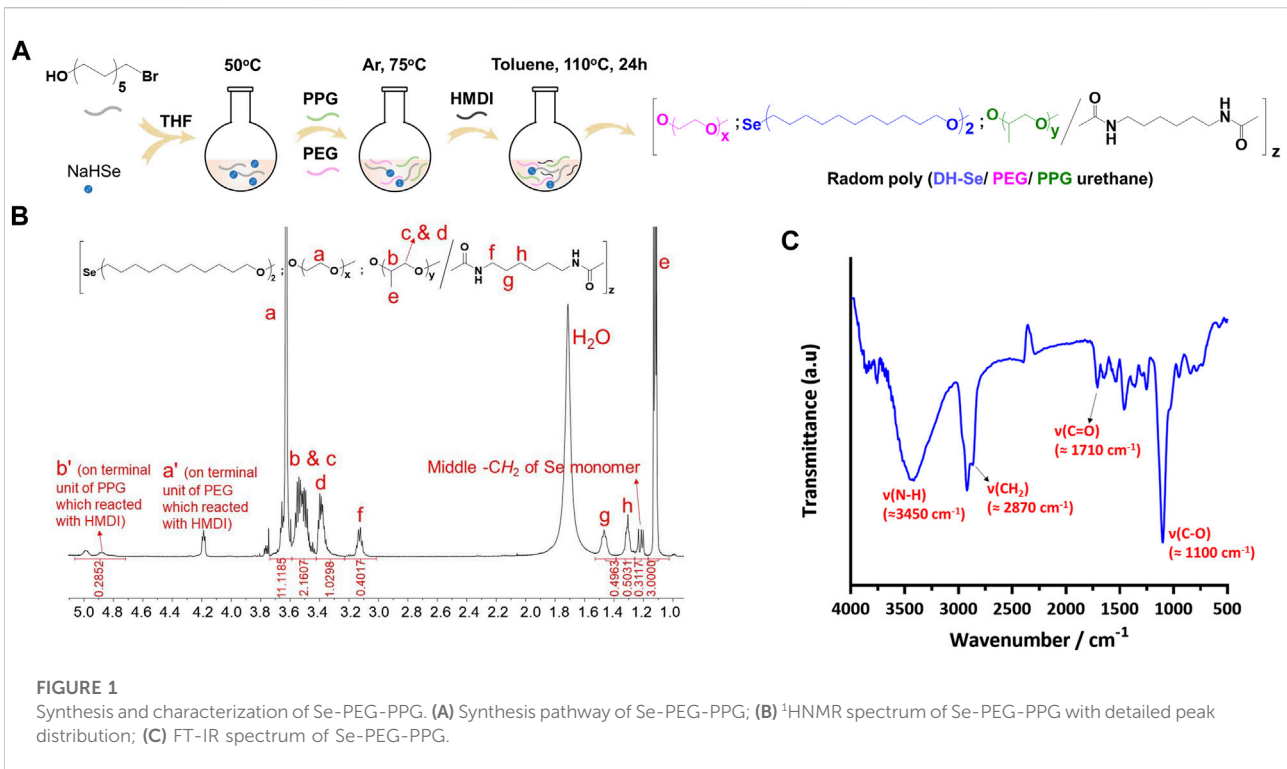 A
HO
5
Br
NaHSe
THF
50°C
PPG
PEG
Ar, 75°C
HMDI
Toluene, 110°C, 24h
[ O O x ; Se O 2 ; O O y / O N H H N O ] z
Radom poly (DH-Se/ PEG/ PPG urethane)
B
[ Se O 2 ; O a O x ; O b c & d e O y / O N H f g h H N O ] z
a
e
H₂O
b' (on terminal
unit of PPG
which reacted
with HMDI)
a' (on terminal
unit of PEG
which reacted
with HMDI)
b & c
d
f
Middle -CH₂ of Se monomer
g
h
0.2852
11.1185
2.1607
1.0298
0.4017
0.4963
0.5031
0.3117
3.0000
5.0 4.8 4.6 4.4 4.2 4.0 3.8 3.6 3.4 3.2 3.0 2.8 2.6 2.4 2.2 2.0 1.8 1.6 1.4 1.2 1.0
C
Transmittance (a.u)
ν(N-H)
(≈3450 cm⁻¹)
ν(CH₂)
(≈ 2870 cm⁻¹)
ν(C=O)
(≈ 1710 cm⁻¹)
ν(C-O)
(≈ 1100 cm⁻¹)
4000 3500 3000 2500 2000 1500 1000 500
Wavenumber / cm⁻¹
FIGURE 1
Synthesis and characterization of Se-PEG-PPG. (A) Synthesis pathway of Se-PEG-PPG; (B) ¹HNMR spectrum of Se-PEG-PPG with detailed peak
distribution; (C) FT-IR spectrum of Se-PEG-PPG.